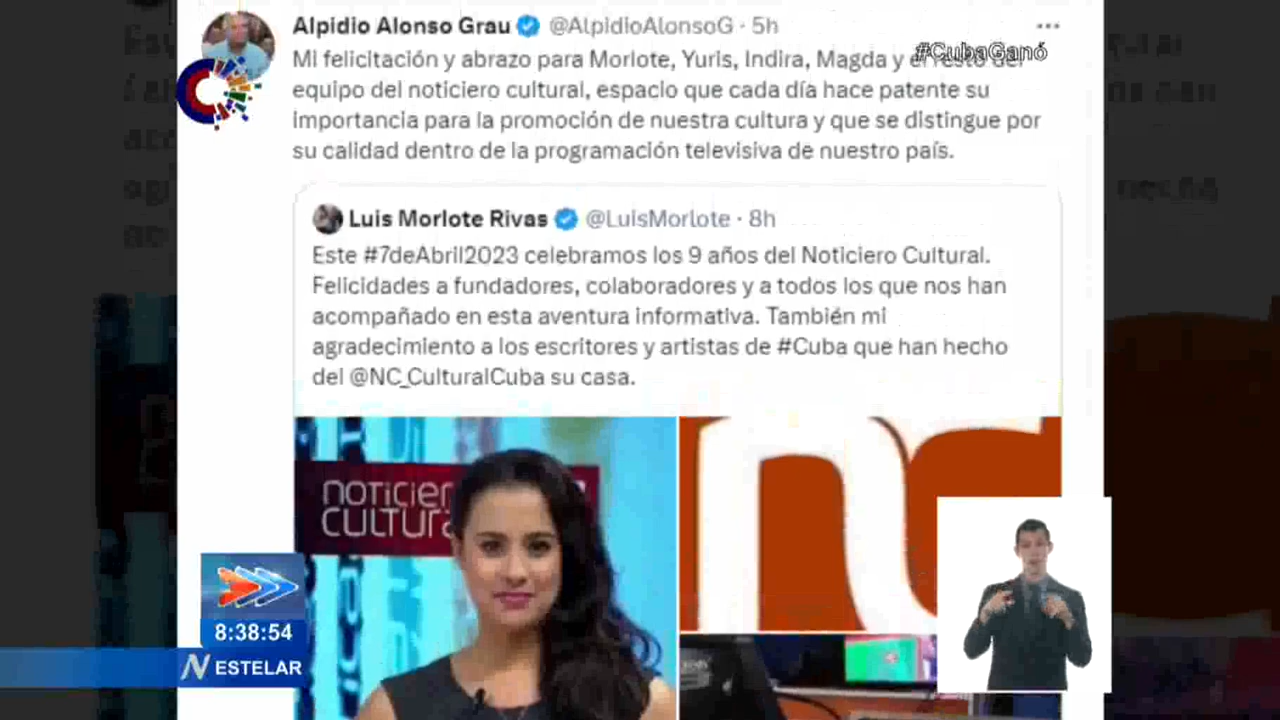 Alpidio Alonso Grau @AlpidioAlonsoG · 5h
#CubaGanó
Mi felicitación y abrazo para Morlote, Yuris, Indira, Magda y el resto del
equipo del noticiero cultural, espacio que cada día hace patente su
importancia para la promoción de nuestra cultura y que se distingue por
su calidad dentro de la programación televisiva de nuestro país.
Luis Morlote Rivas @LuisMorlote · 8h
Este #7deAbril2023 celebramos los 9 años del Noticiero Cultural.
Felicidades a fundadores, colaboradores y a todos los que nos han
acompañado en esta aventura informativa. También mi
agradecimiento a los escritores y artistas de #Cuba que han hecho
del @NC_CulturalCuba su casa.
noticier
cultura
nc
8:38:54
N ESTELAR